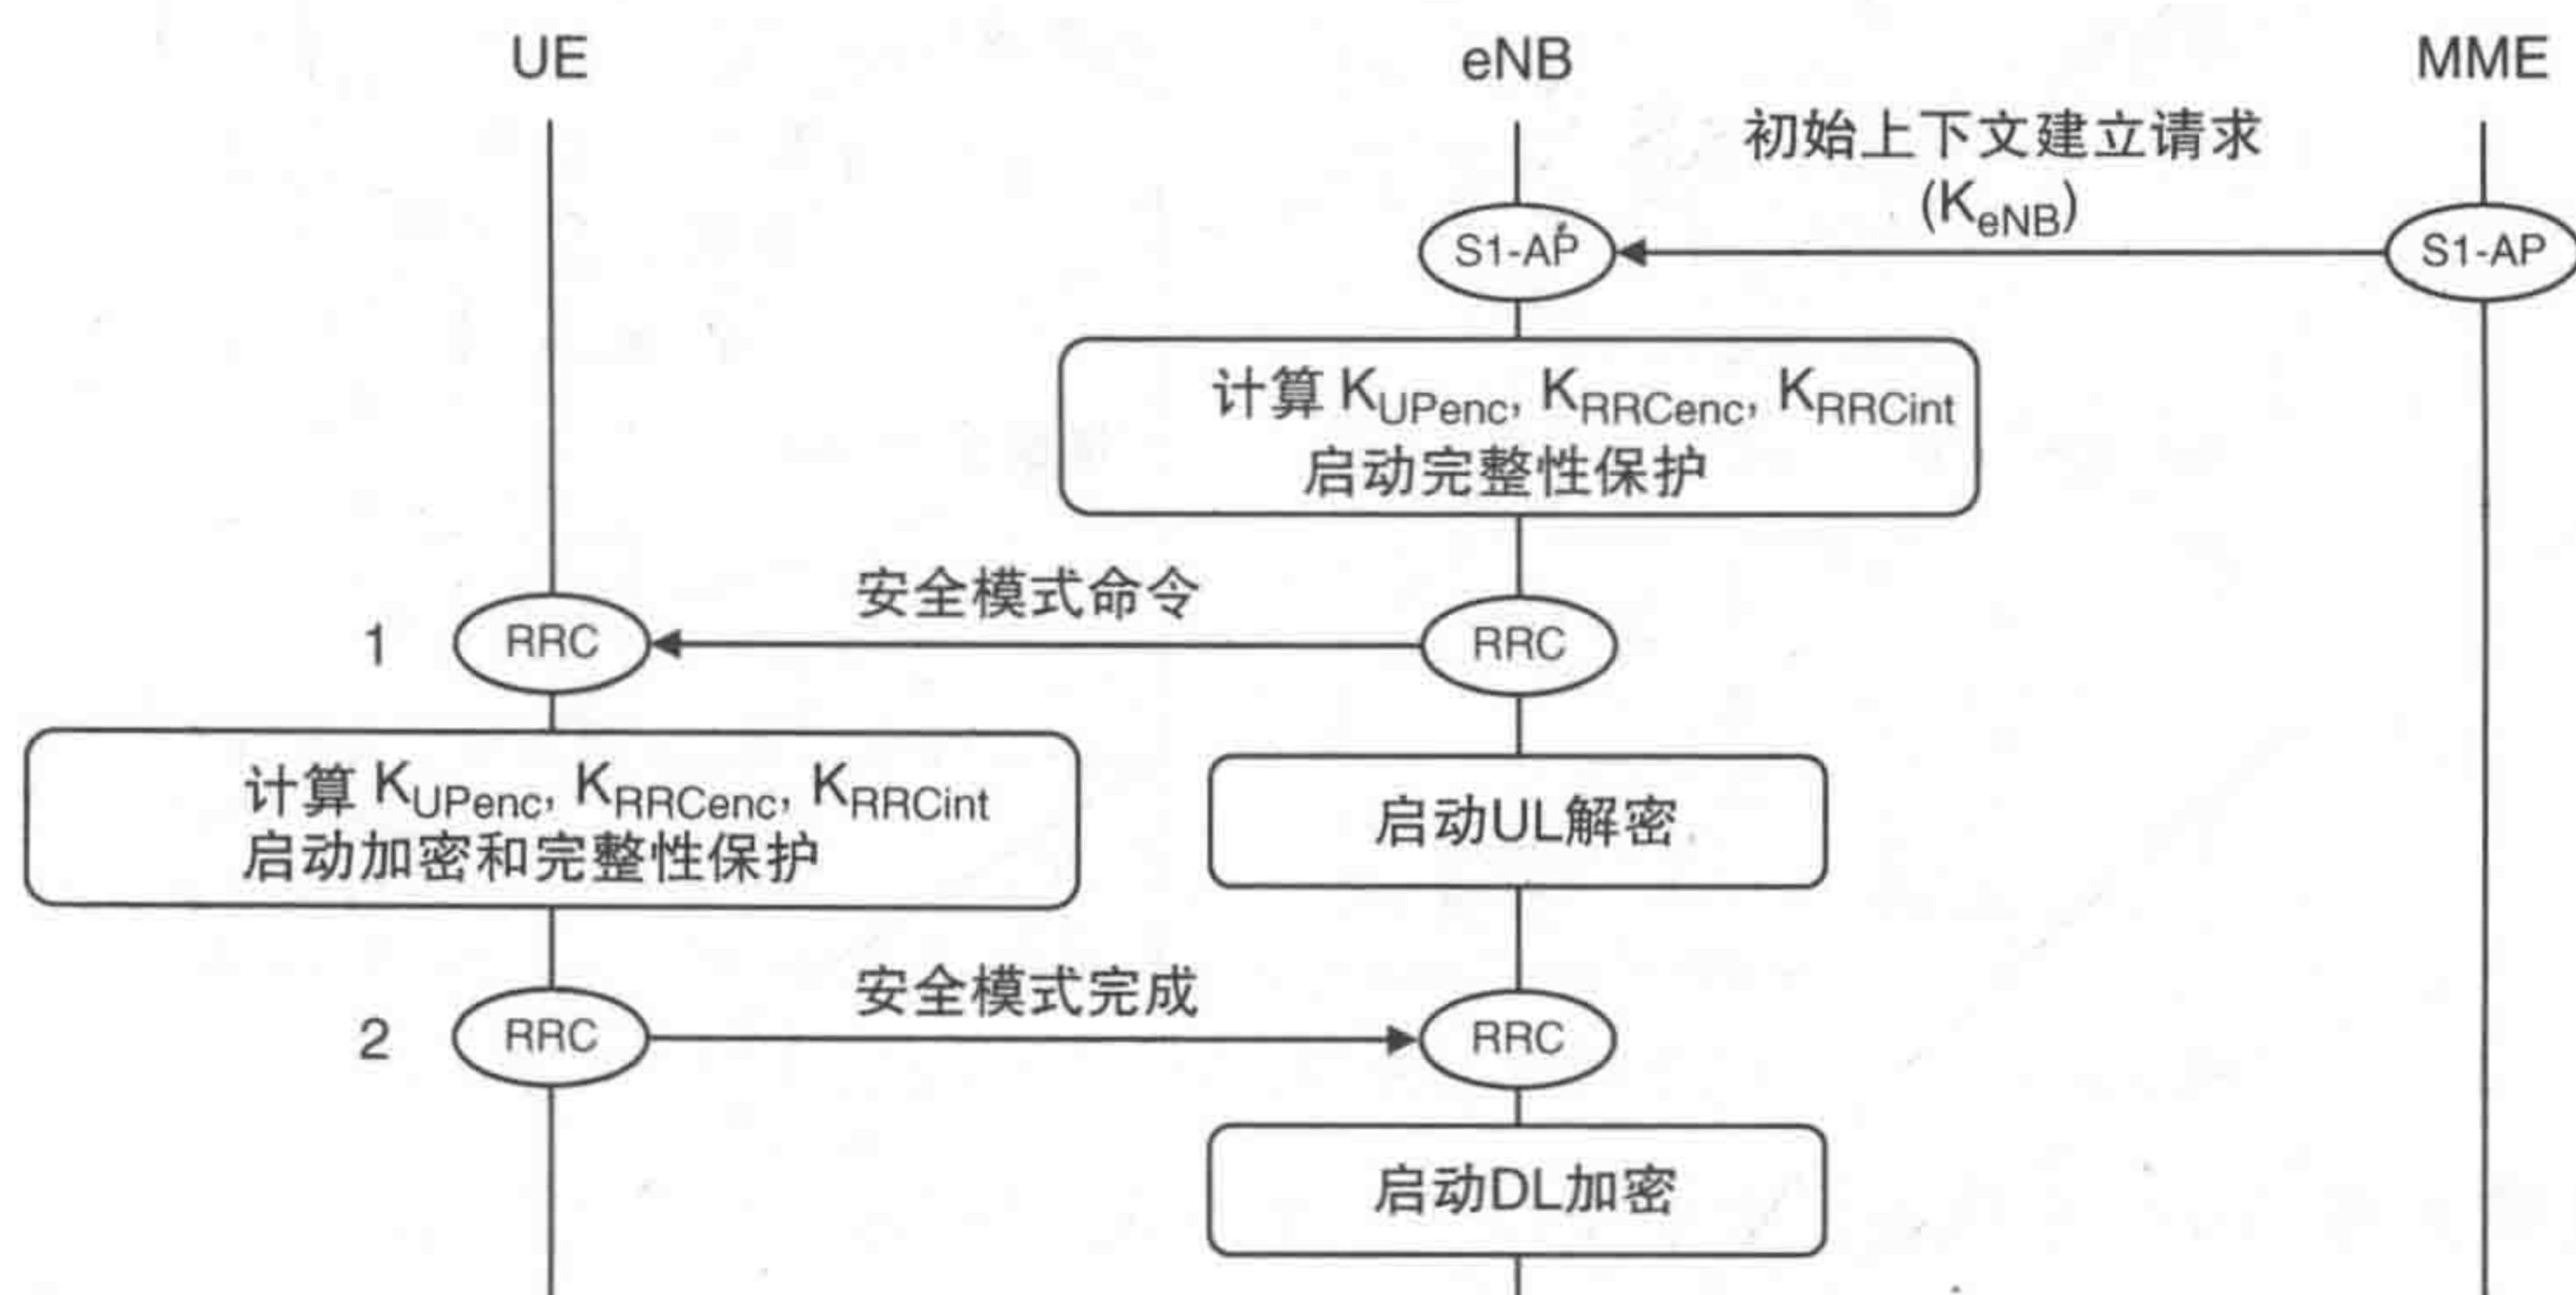 UE
eNB
MME
初始上下文建立请求
(KeNB)
S1-AP
S1-AP
计算 KUPenc, KRRCenc, KRRCint
启动完整性保护
安全模式命令
1
RRC
RRC
计算 KUPenc, KRRCenc, KRRCint
启动加密和完整性保护
启动UL解密
安全模式完成
2
RRC
RRC
启动DL加密